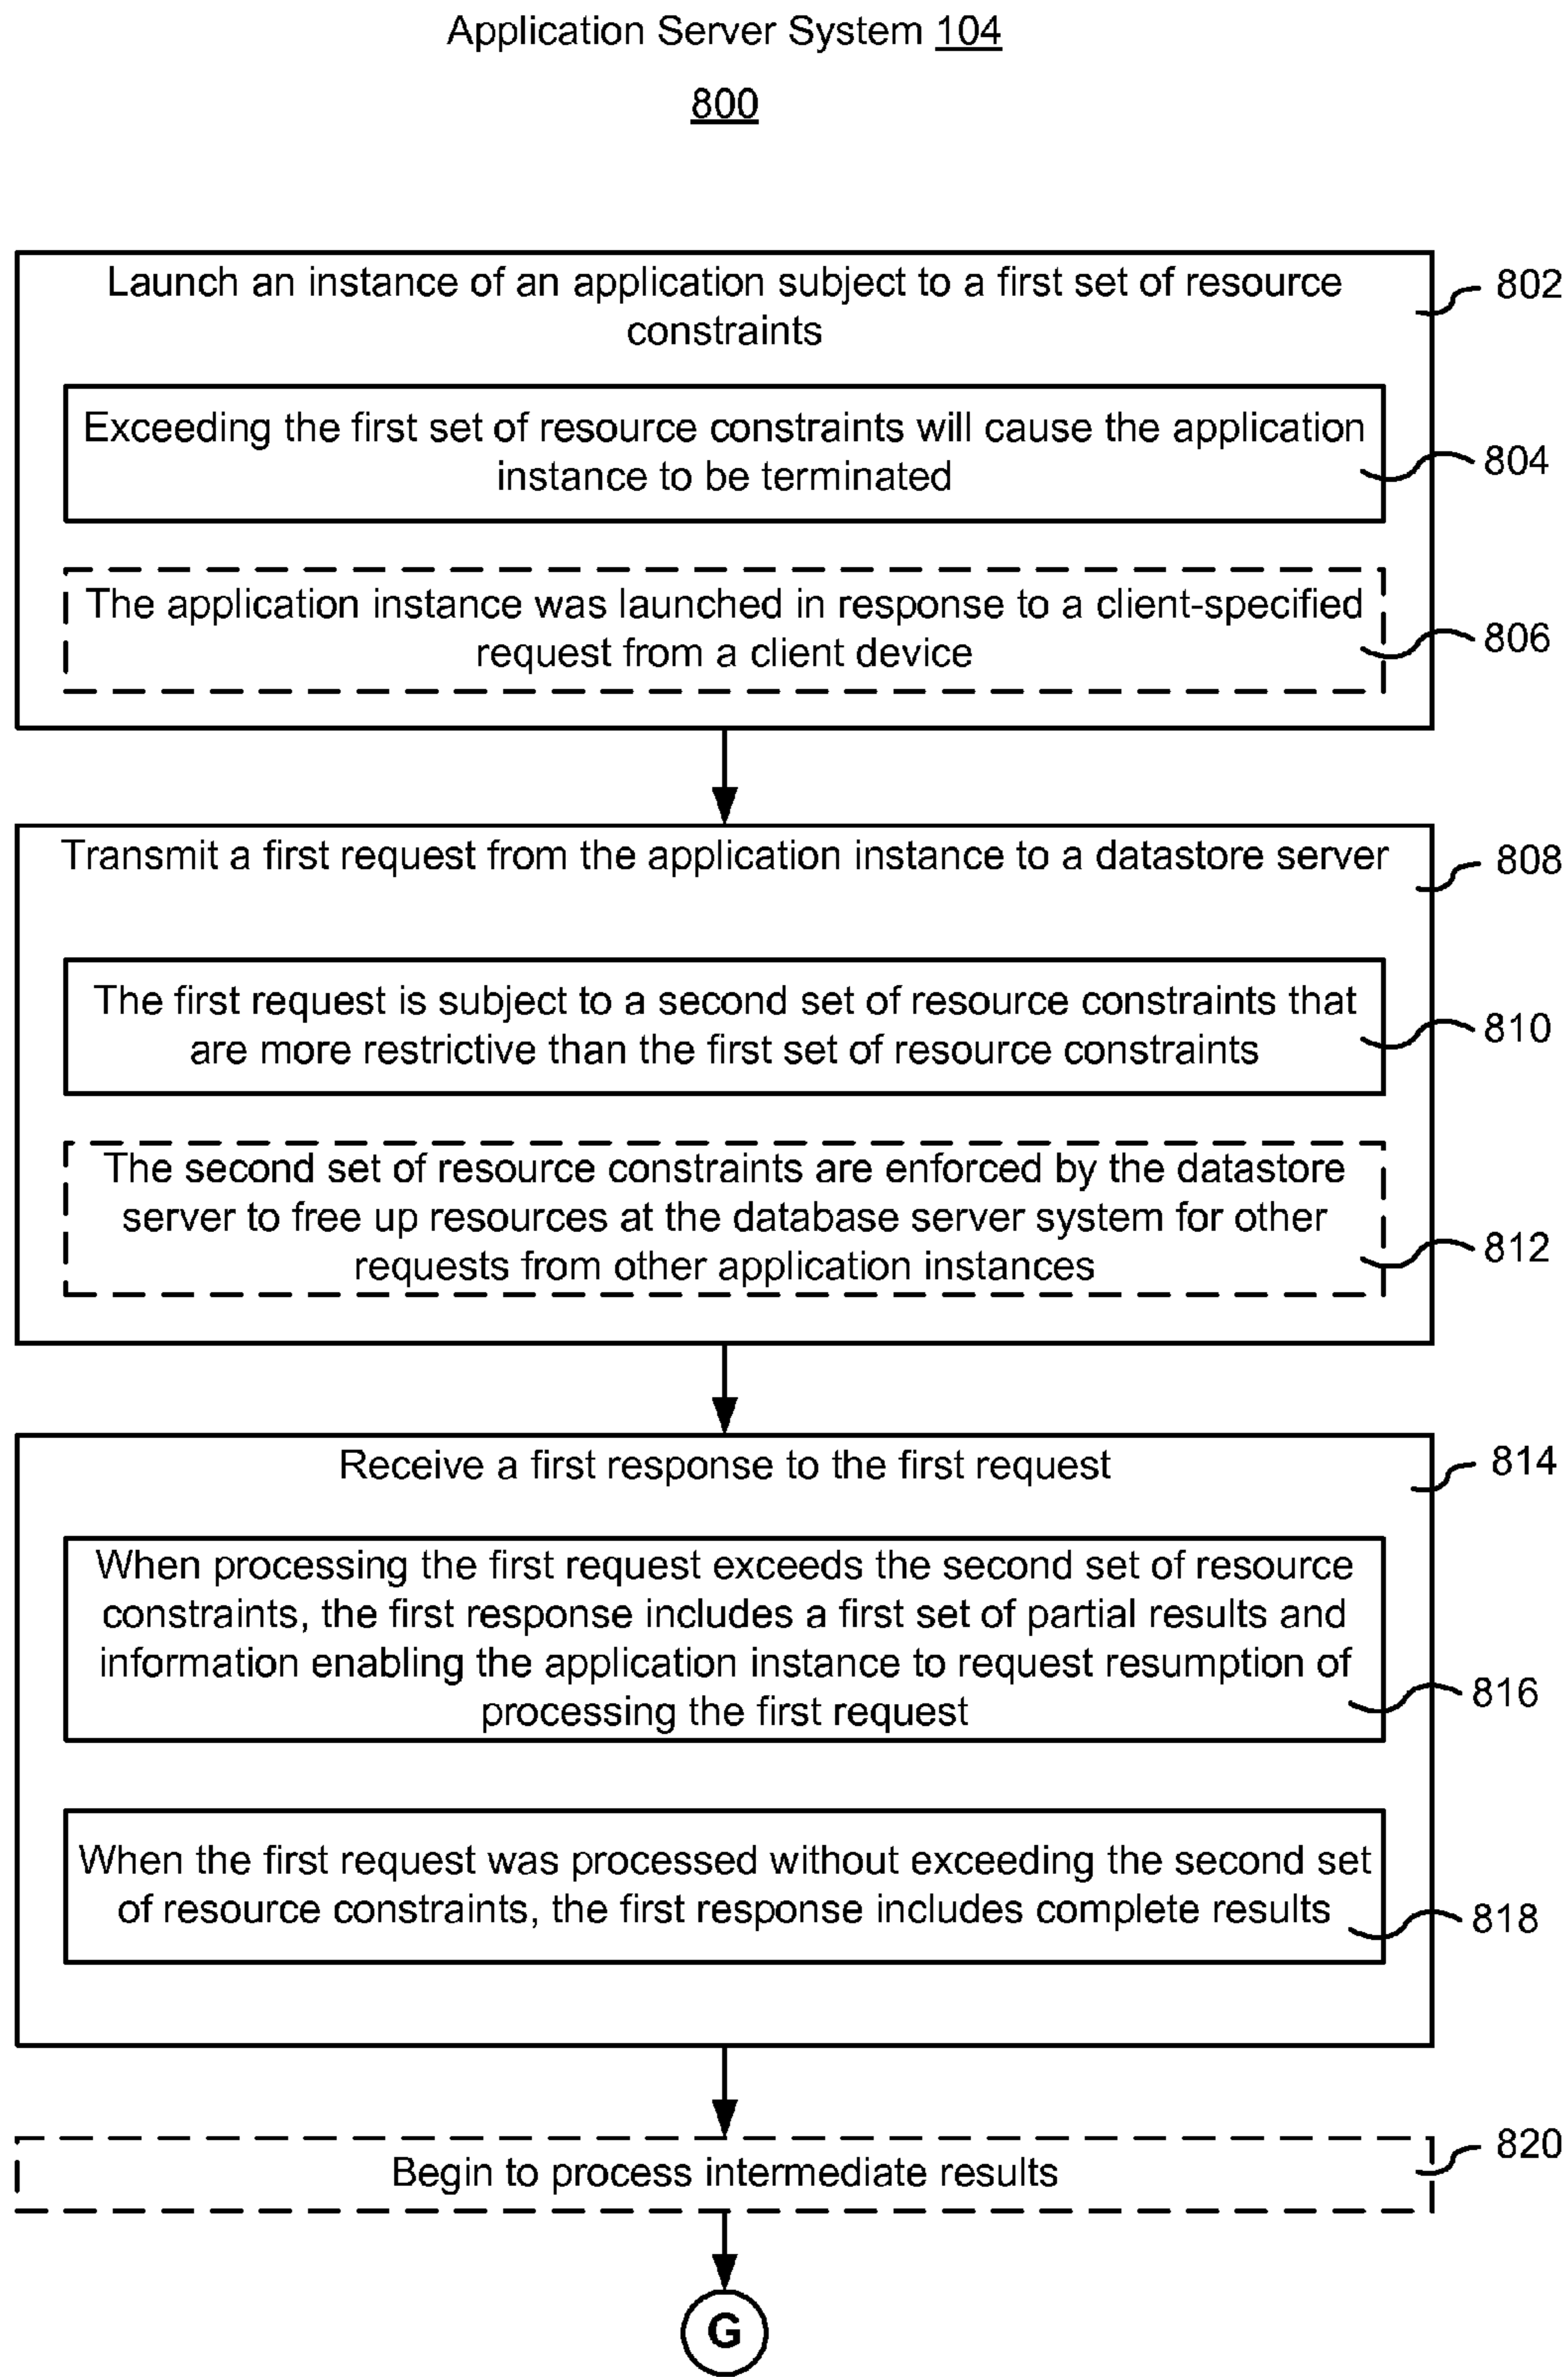 Application Server System 104
800
Launch an instance of an application subject to a first set of resource
constraints
802
Exceeding the first set of resource constraints will cause the application
instance to be terminated
804
The application instance was launched in response to a client-specified
request from a client device
806
Transmit a first request from the application instance to a datastore server
808
The first request is subject to a second set of resource constraints that
are more restrictive than the first set of resource constraints
810
The second set of resource constraints are enforced by the datastore
server to free up resources at the database server system for other
requests from other application instances
812
Receive a first response to the first request
814
When processing the first request exceeds the second set of resource
constraints, the first response includes a first set of partial results and
information enabling the application instance to request resumption of
processing the first request
816
When the first request was processed without exceeding the second set
of resource constraints, the first response includes complete results
818
Begin to process intermediate results
820
G